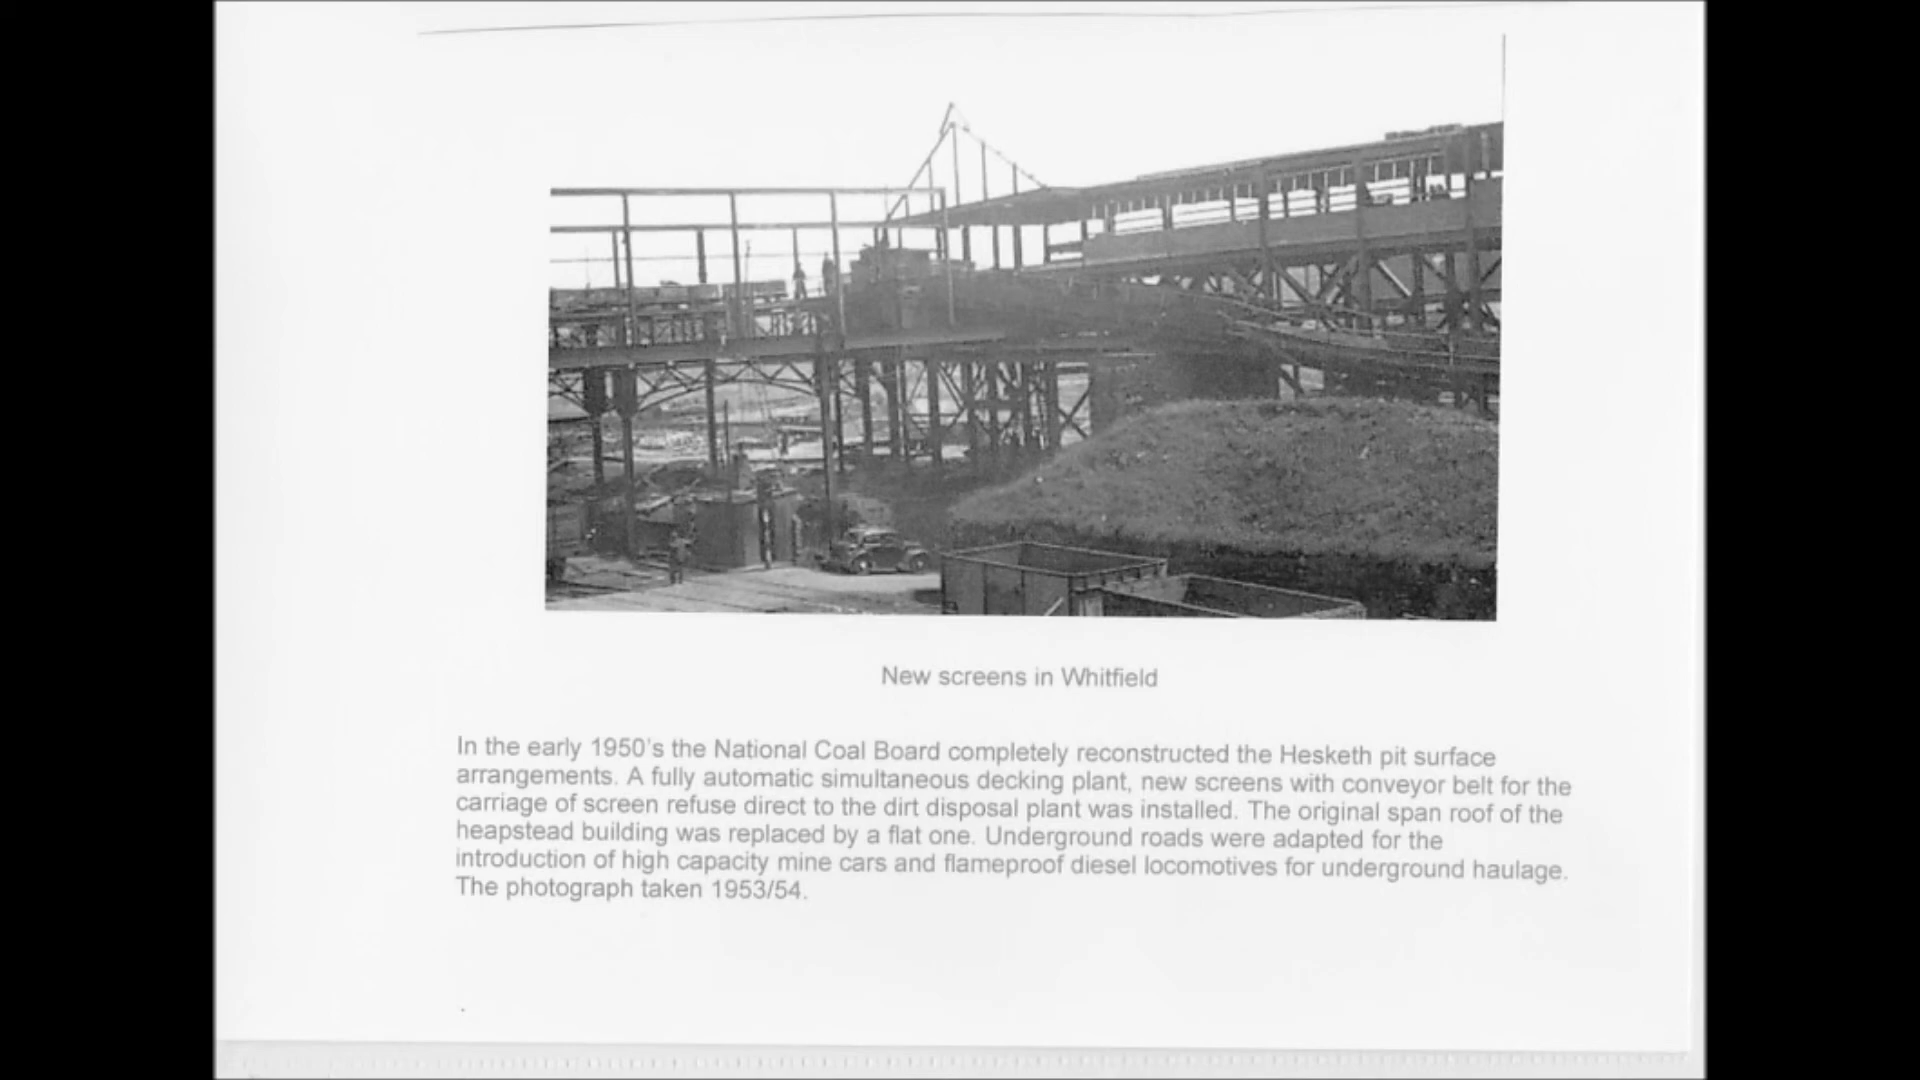 New screens in Whitfield
In the early 1950's the National Coal Board completely reconstructed the Hesketh pit surface
arrangements. A fully automatic simultaneous decking plant, new screens with conveyor belt for the
carriage of screen refuse direct to the dirt disposal plant was installed. The original span roof of the
heapstead building was replaced by a flat one. Underground roads were adapted for the
introduction of high capacity mine cars and flameproof diesel locomotives for underground haulage.
The photograph taken 1953/54.